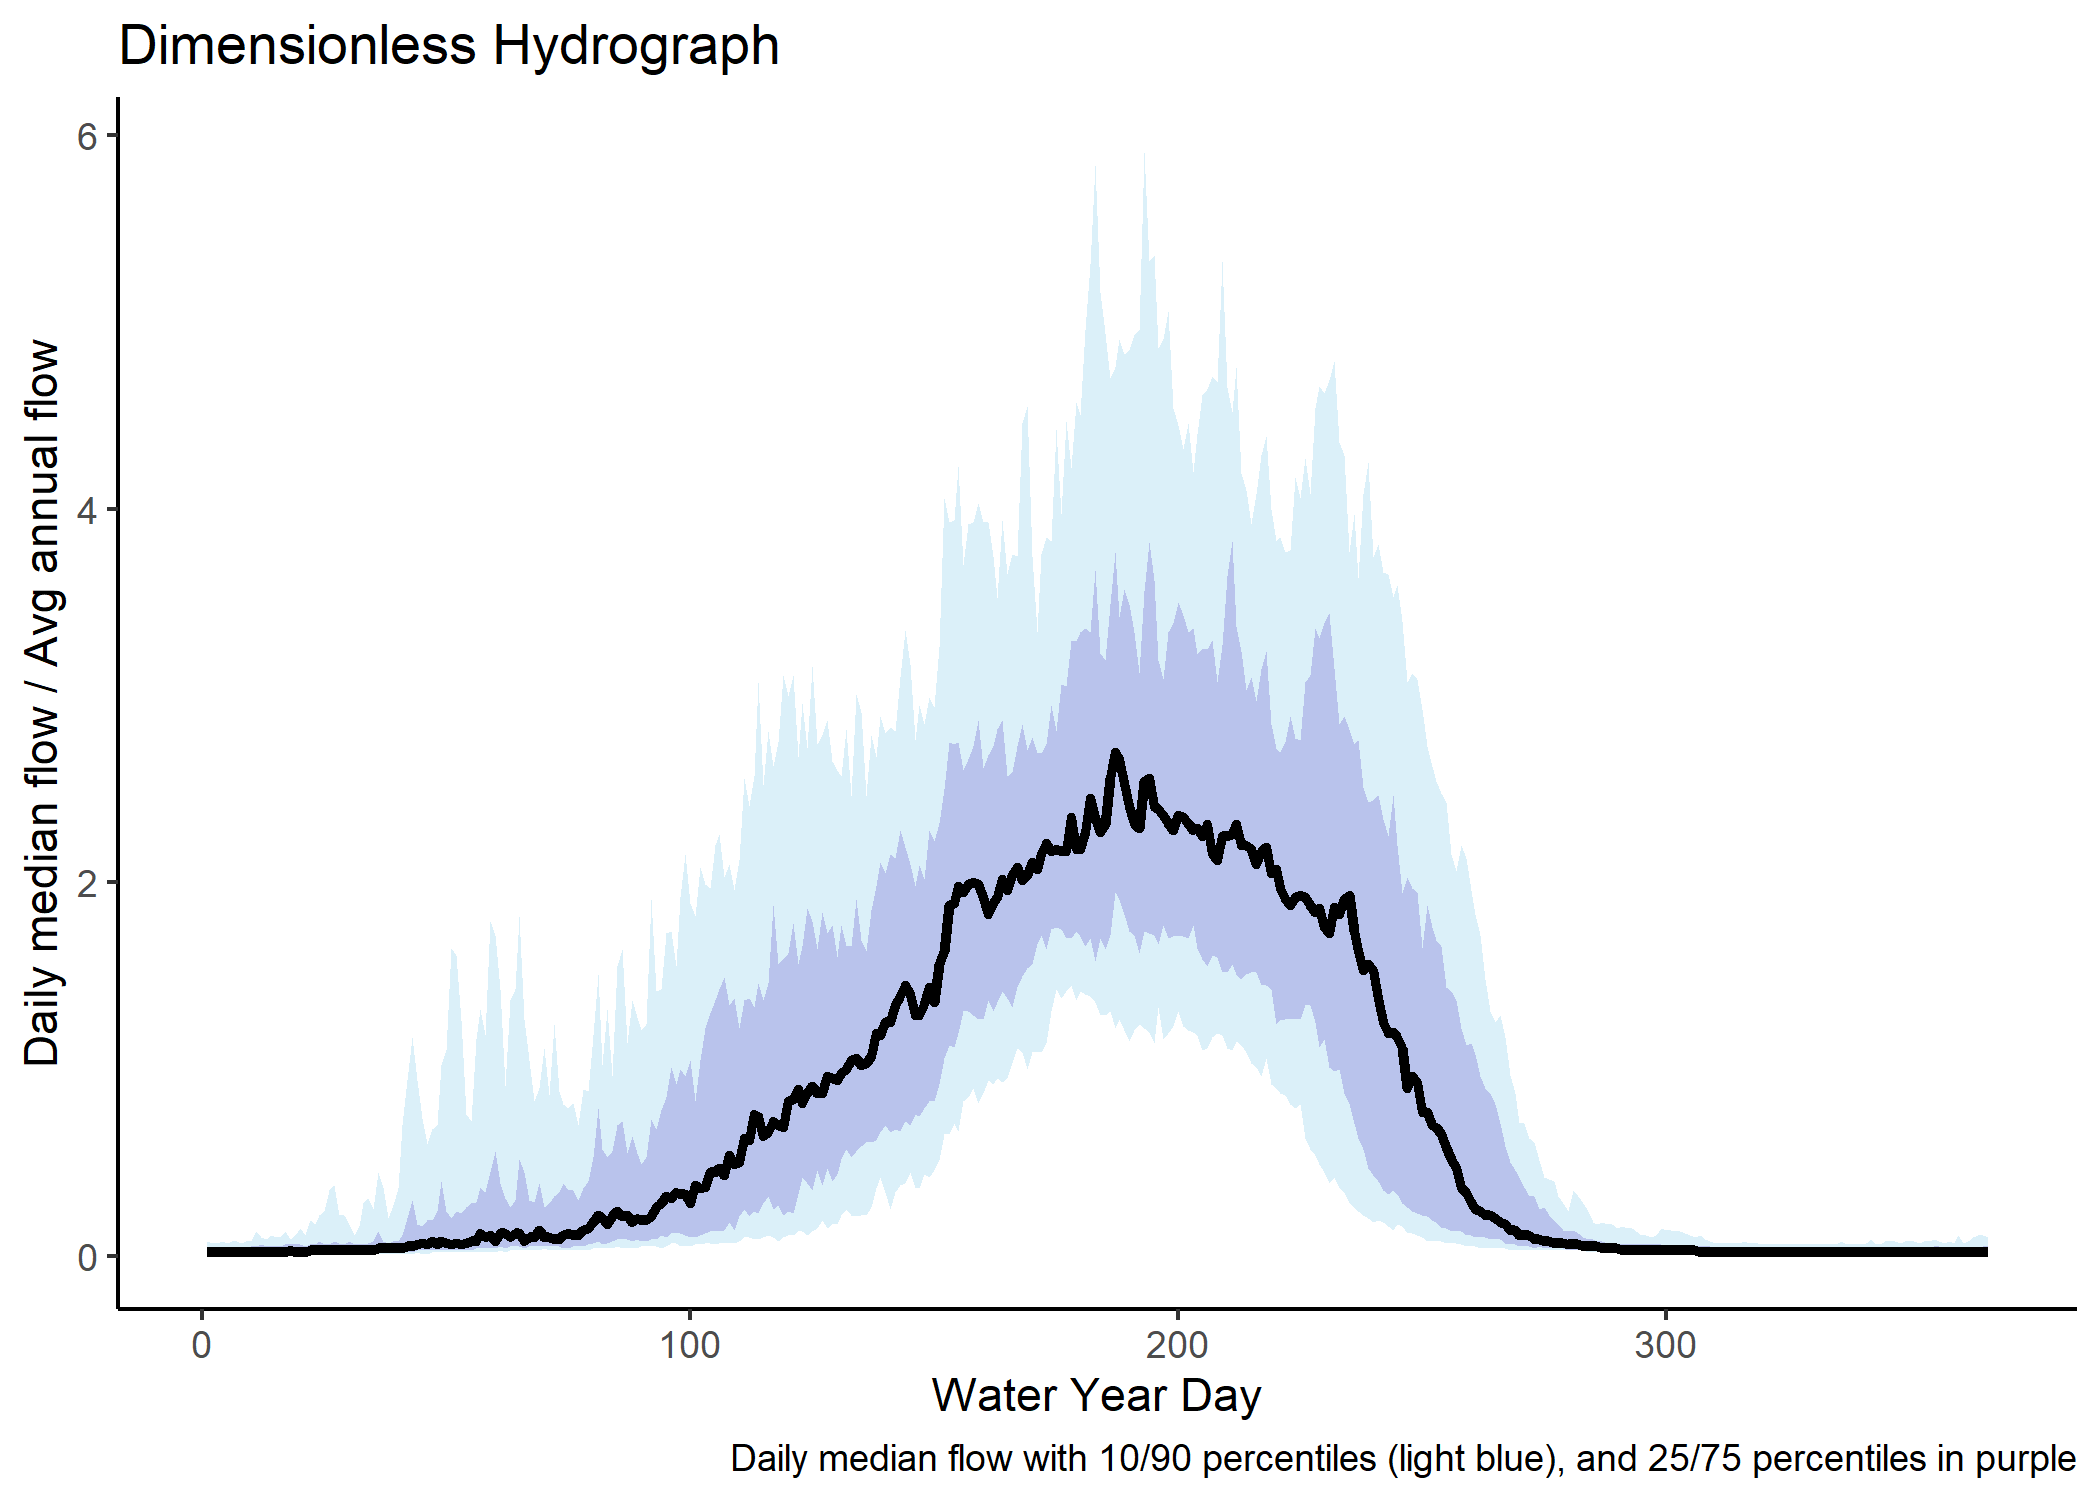 Dimensionless Hydrograph
Daily median flow / Avg annual flow
6
4
2
0
0 100 200 300
Water Year Day
Daily median flow with 10/90 percentiles (light blue), and 25/75 percentiles in purple